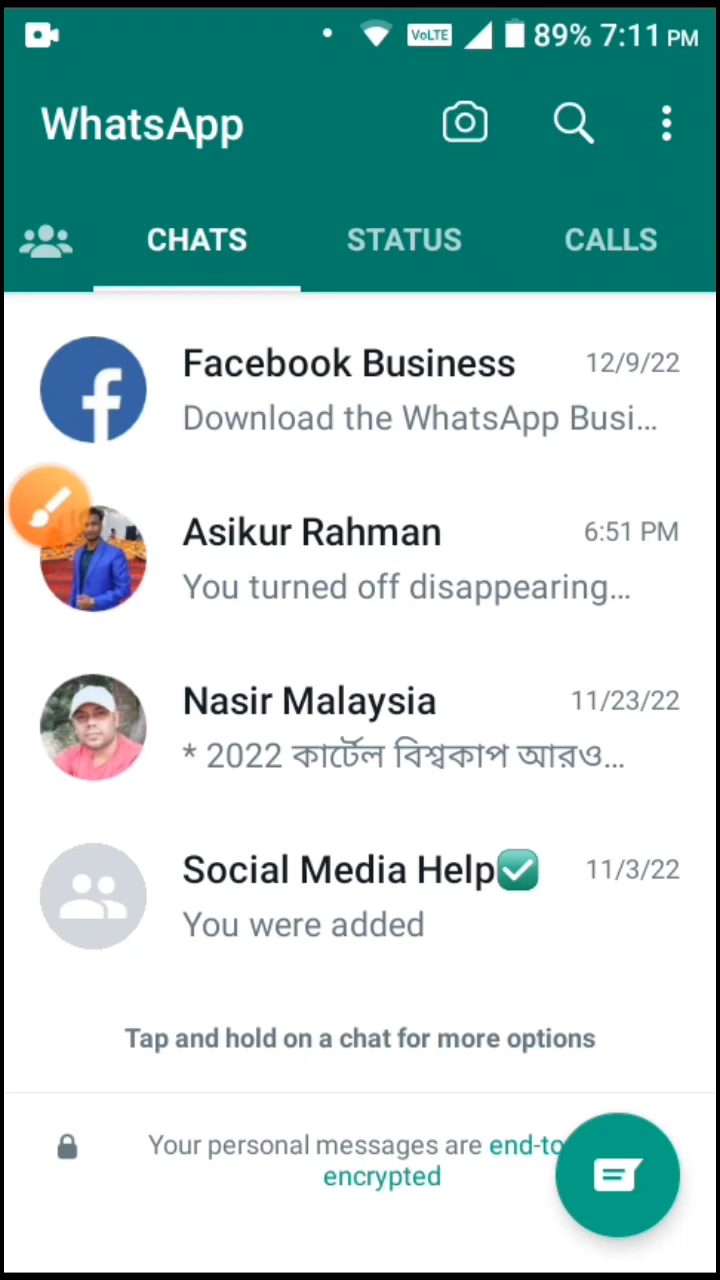 VoLTE 89% 7:11 PM
WhatsApp
CHATS STATUS CALLS
Facebook Business 12/9/22
Download the WhatsApp Busi...
Asikur Rahman 6:51 PM
You turned off disappearing...
Nasir Malaysia 11/23/22
* 2022 কার্টেল বিশ্বকাপ আরও...
Social Media Help✅ 11/3/22
You were added
Tap and hold on a chat for more options
Your personal messages are end-to
encrypted